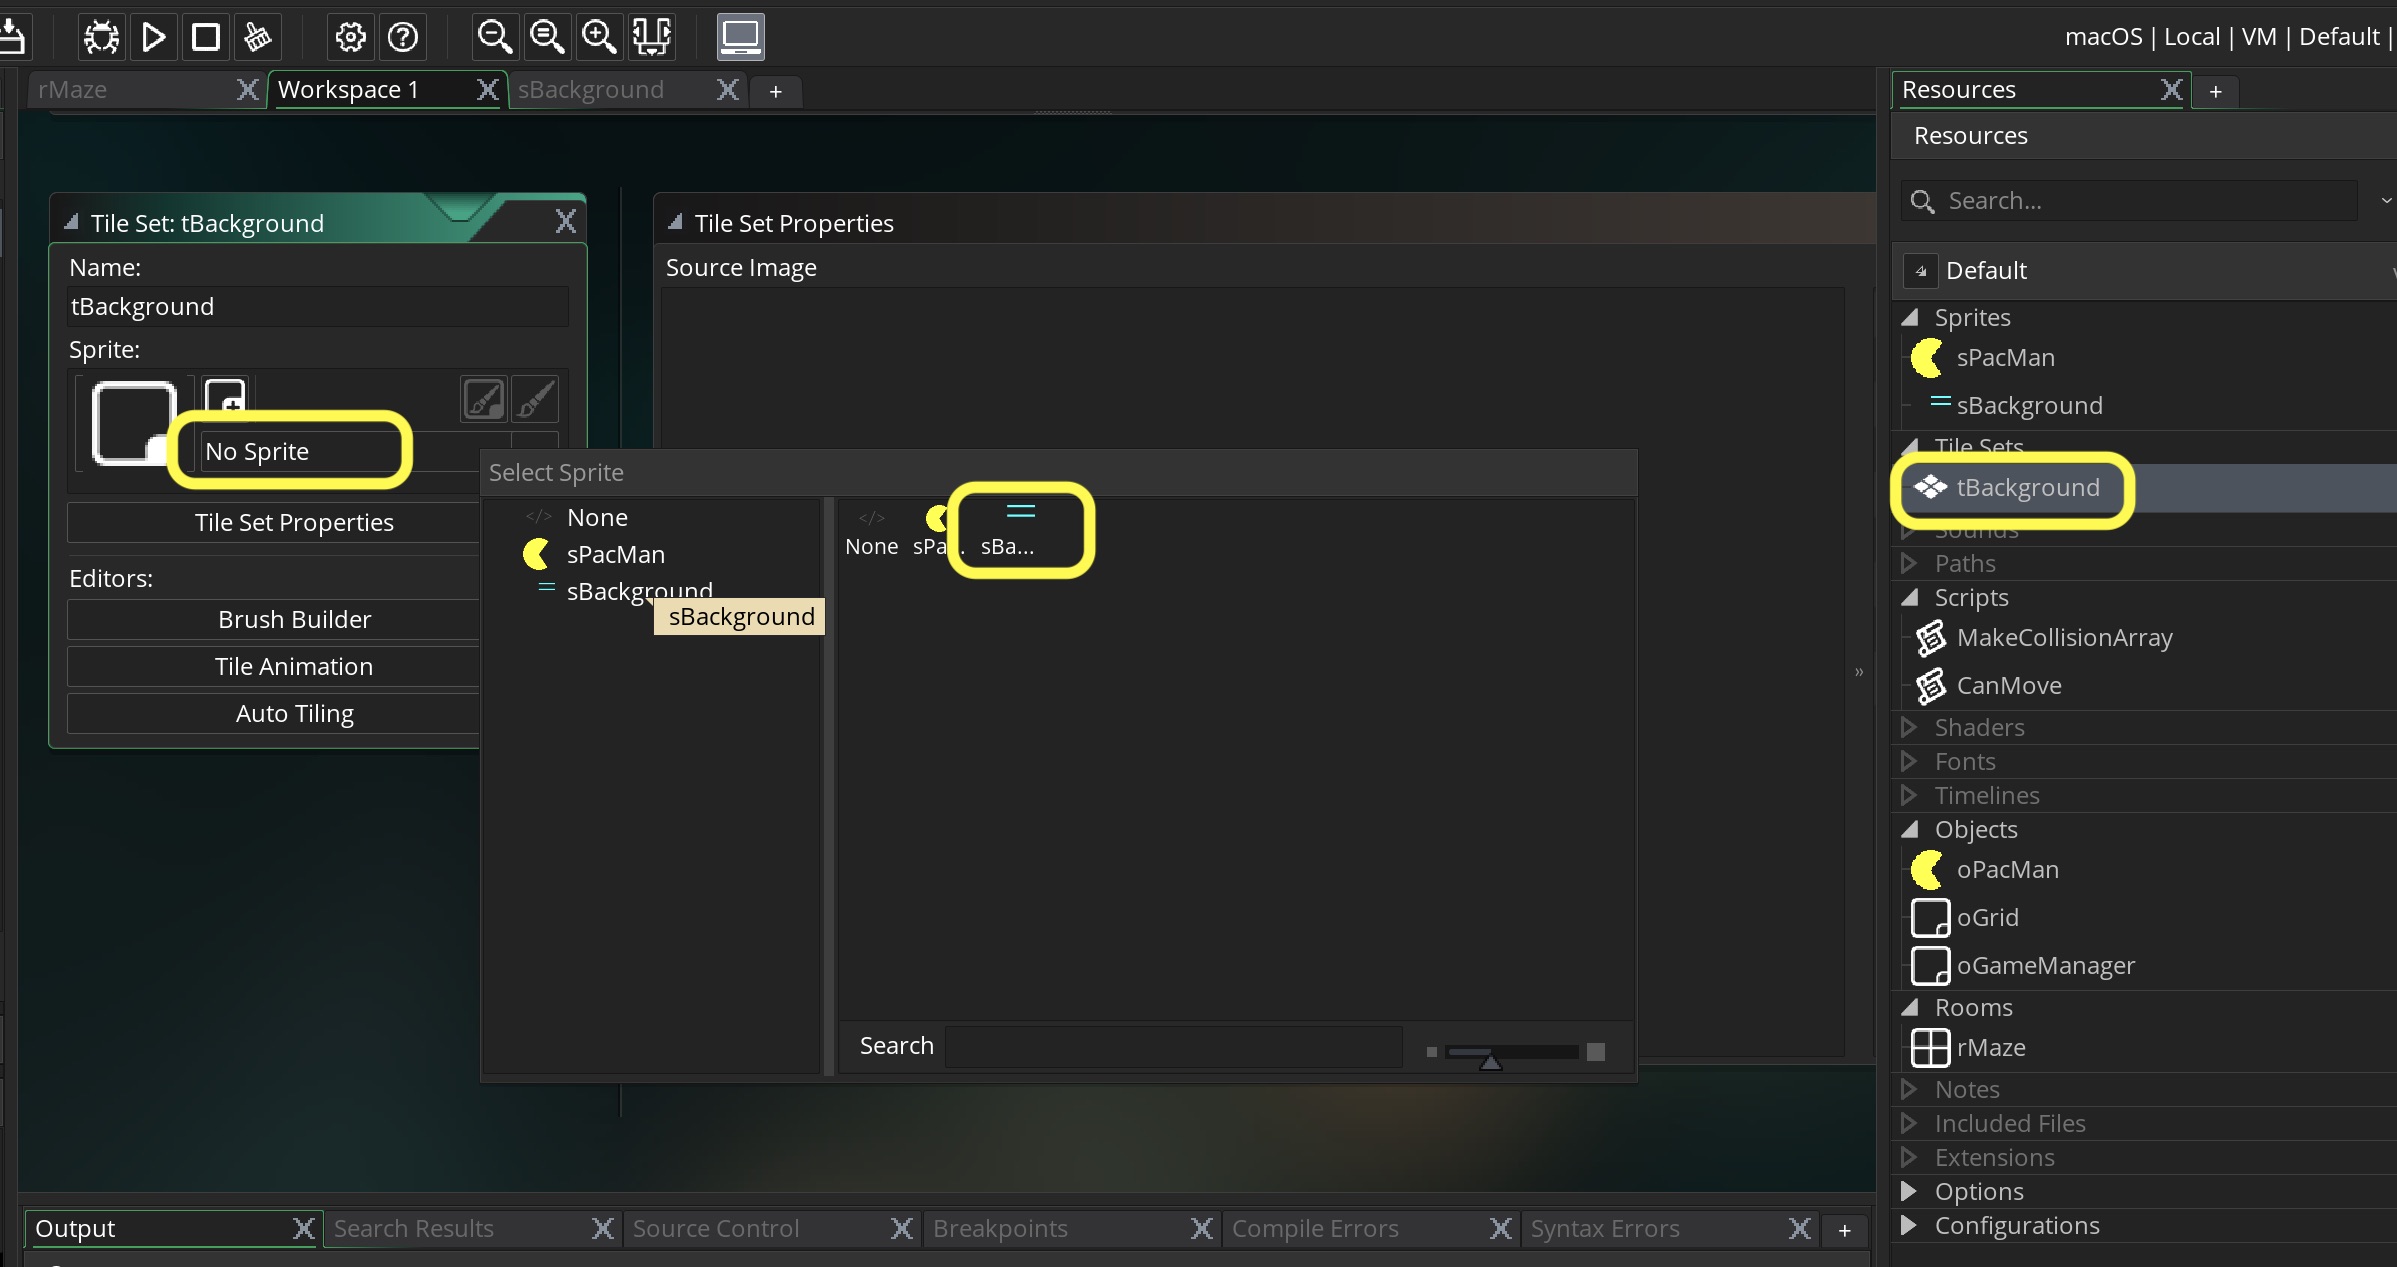 macOS | Local | VM | Default |
rMaze
Workspace 1
sBackground
+
Resources
+
Resources
Search...
Default
Sprites
sPacMan
sBackground
Tile Sets
tBackground
Sounds
Paths
Scripts
MakeCollisionArray
CanMove
Shaders
Fonts
Timelines
Objects
oPacMan
oGrid
oGameManager
Rooms
rMaze
Notes
Included Files
Extensions
Options
Configurations
Tile Set: tBackground
Name:
tBackground
Sprite:
No Sprite
Tile Set Properties
Editors:
Brush Builder
Tile Animation
Auto Tiling
Tile Set Properties
Source Image
Select Sprite
None
sPacMan
sBackground
sBackground
None
sPa...
sBa...
Search
»
Output
Search Results
Source Control
Breakpoints
Compile Errors
Syntax Errors
+